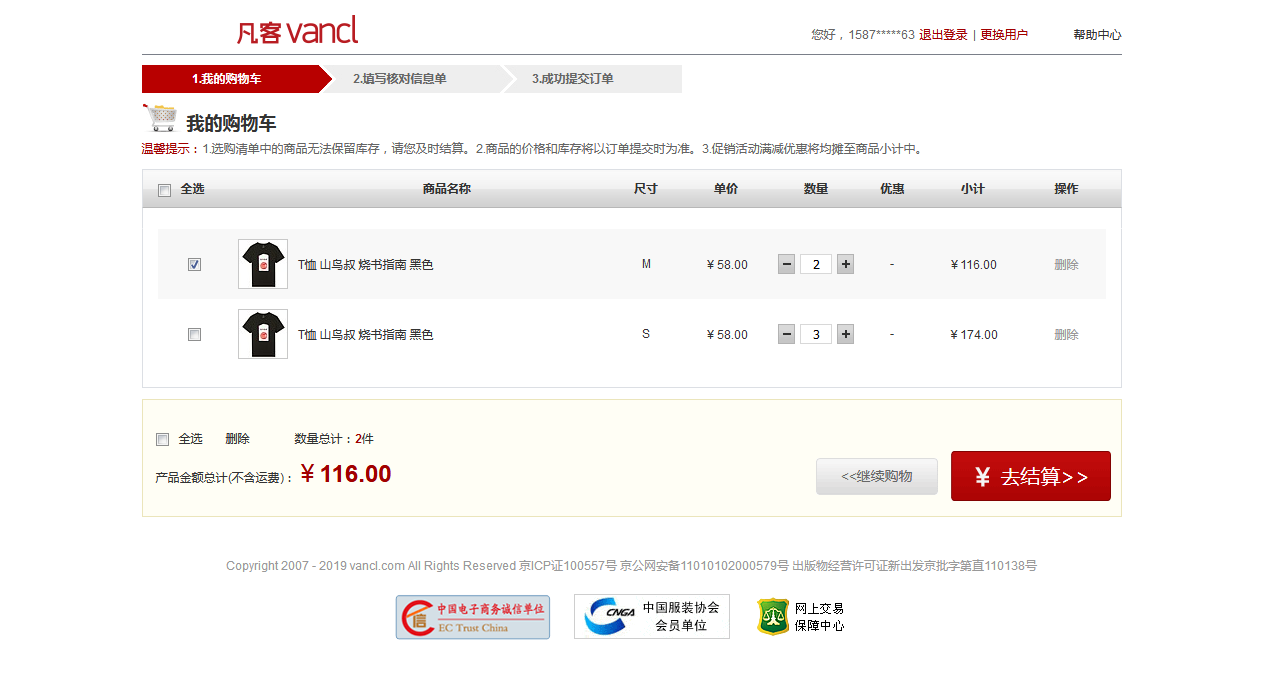 凡客 vancl
您好，1587*****63 退出登录 | 更换用户 帮助中心
1.我的购物车 2.填写核对信息单 3.成功提交订单
我的购物车
温馨提示：1.选购清单中的商品无法保留库存，请您及时结算。2.商品的价格和库存将以订单提交时为准。3.促销活动满减优惠将均摊至商品小计中。
全选 商品名称 尺寸 单价 数量 优惠 小计 操作
T恤 山鸟叔 烧书指南 黑色 M ￥58.00 2 - ￥116.00 删除
T恤 山鸟叔 烧书指南 黑色 S ￥58.00 3 - ￥174.00 删除
全选 删除 数量总计：2件
产品金额总计(不含运费)：￥116.00
<<继续购物 ¥ 去结算>>
Copyright 2007 - 2019 vancl.com All Rights Reserved 京ICP证100557号 京公网安备11010102000579号 出版物经营许可证新出发京批字第直110138号
中国电子商务诚信单位
信 EC Trust China
CNGA 中国服装协会
会员单位
网上交易
保障中心